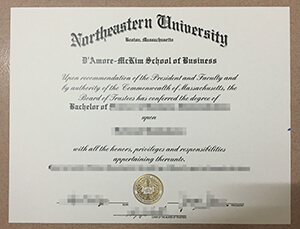 Northeastern University
Boston, Massachusetts
D'Amore-McKim School of Business
Upon recommendation of the President and Faculty and
by authority of the Commonwealth of Massachusetts, the
Board of Trustees has conferred the degree of
Bachelor of
upon
with all the honors, privileges and responsibilities
appertaining thereunto.